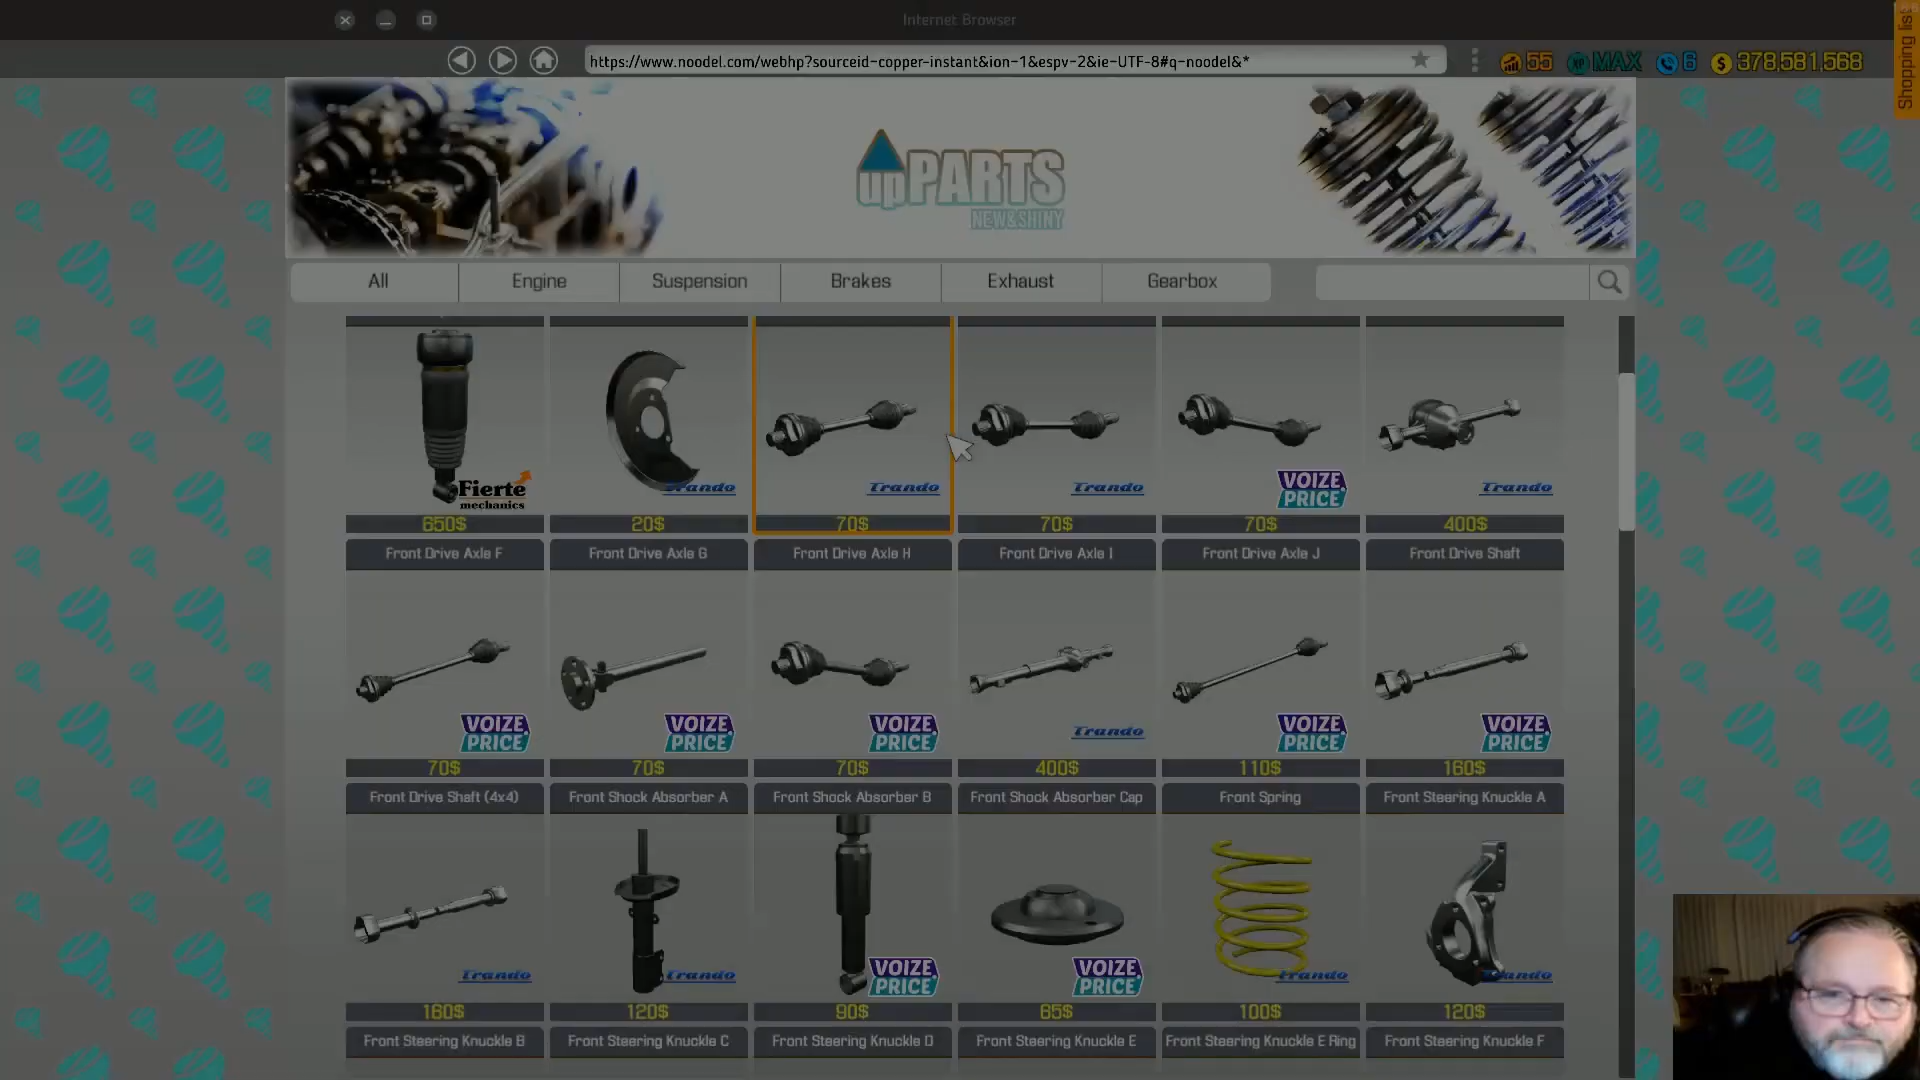 Internet Browser
https://www.noodel.com/webhp?sourceid-copper-instant&ion-1&espv-2&ie-UTF-8#q-noodel&*
55 MAX 6 $ 378,581,568
Shopping list
upPARTS
NEW&SHINY
All Engine Suspension Brakes Exhaust Gearbox
Fierte mechanics Trando Trando Trando VOIZE PRICE Trando
650$ 20$ 70$ 70$ 70$ 400$
Front Drive Axle F Front Drive Axle G Front Drive Axle H Front Drive Axle I Front Drive Axle J Front Drive Shaft
VOIZE PRICE VOIZE PRICE VOIZE PRICE Trando VOIZE PRICE VOIZE PRICE
70$ 70$ 70$ 400$ 110$ 160$
Front Drive Shaft (4x4) Front Shock Absorber A Front Shock Absorber B Front Shock Absorber Cap Front Spring Front Steering Knuckle A
Trando Trando VOIZE PRICE VOIZE PRICE Trando Trando
160$ 120$ 90$ 65$ 100$ 120$
Front Steering Knuckle B Front Steering Knuckle C Front Steering Knuckle D Front Steering Knuckle E Front Steering Knuckle E Ring Front Steering Knuckle F